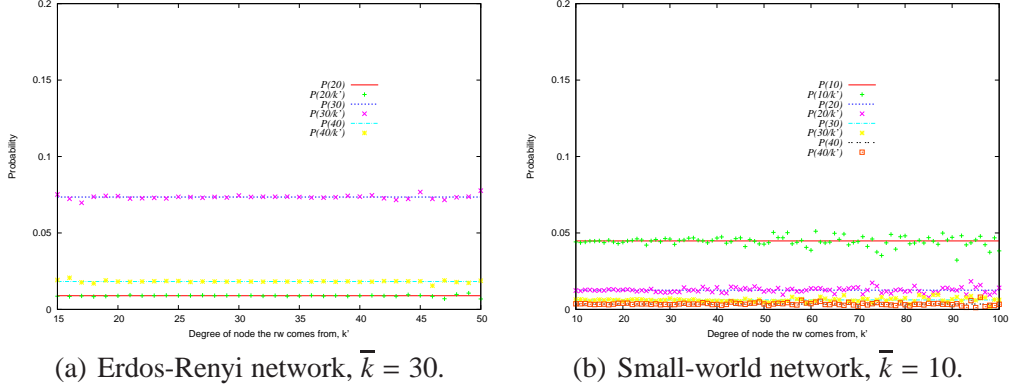 0.2
0.15
0.1
0.05
0
Probability
P(20)
P(20/k')
P(30)
P(30/k')
P(40)
P(40/k')
15 20 25 30 35 40 45 50
Degree of node the rw comes from, k'
(a) Erdos-Renyi network, k̅ = 30.
0.2
0.15
0.1
0.05
0
Probability
P(10)
P(10/k')
P(20)
P(20/k')
P(30)
P(30/k')
P(40)
P(40/k')
10 20 30 40 50 60 70 80 90 100
Degree of node the rw comes from, k'
(b) Small-world network, k̅ = 10.